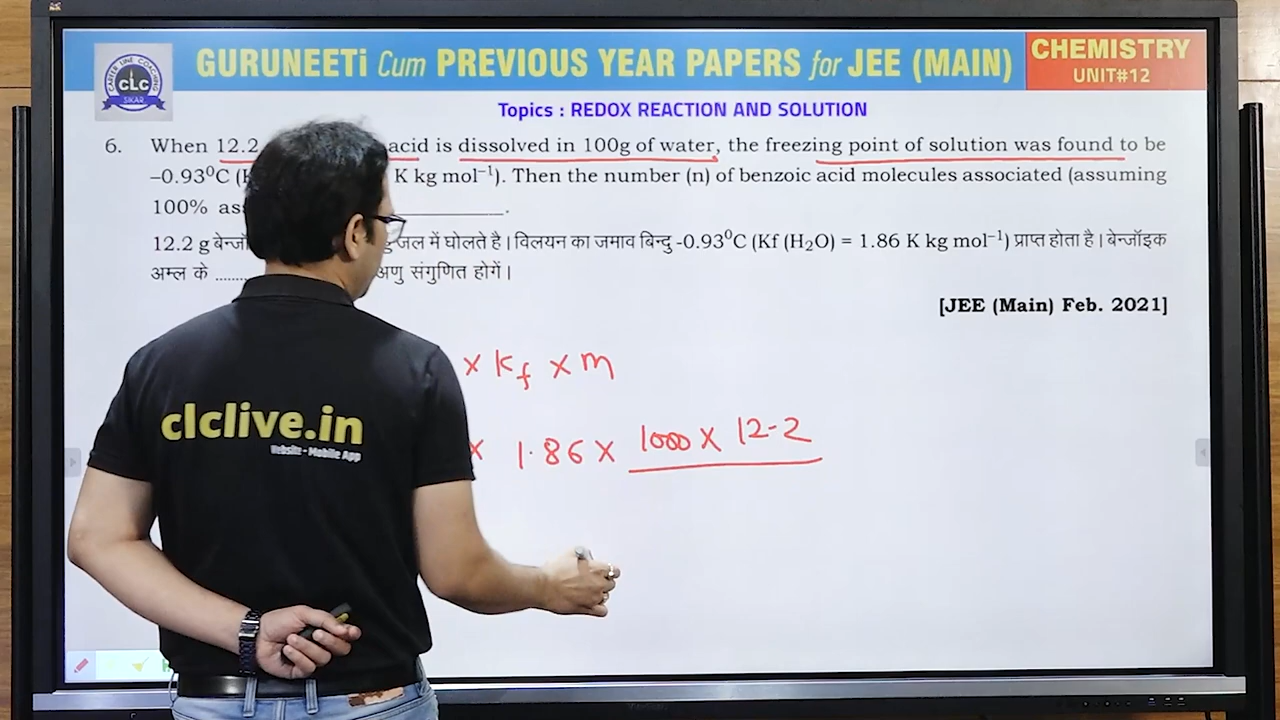 CAREER LINE COACHING
CLC
SIKAR
GURUNEETi Cum PREVIOUS YEAR PAPERS for JEE (MAIN)
CHEMISTRY
UNIT#12
Topics : REDOX REACTION AND SOLUTION
6. When 12.2 acid is dissolved in 100g of water, the freezing point of solution was found to be
–0.93⁰C ( K kg mol⁻¹). Then the number (n) of benzoic acid molecules associated (assuming
100% as .
12.2 g बेन्जॉ जल में घोलते है। विलयन का जमाव बिन्दु -0.93⁰C (Kf (H₂O) = 1.86 K kg mol⁻¹) प्राप्त होता है। बेन्जॉइक
अम्ल के ........ अणु संगुणित होगें।
[JEE (Main) Feb. 2021]
× Kf × m
× 1.86 × 1000 × 12-2
clclive.in
Website - Mobile App